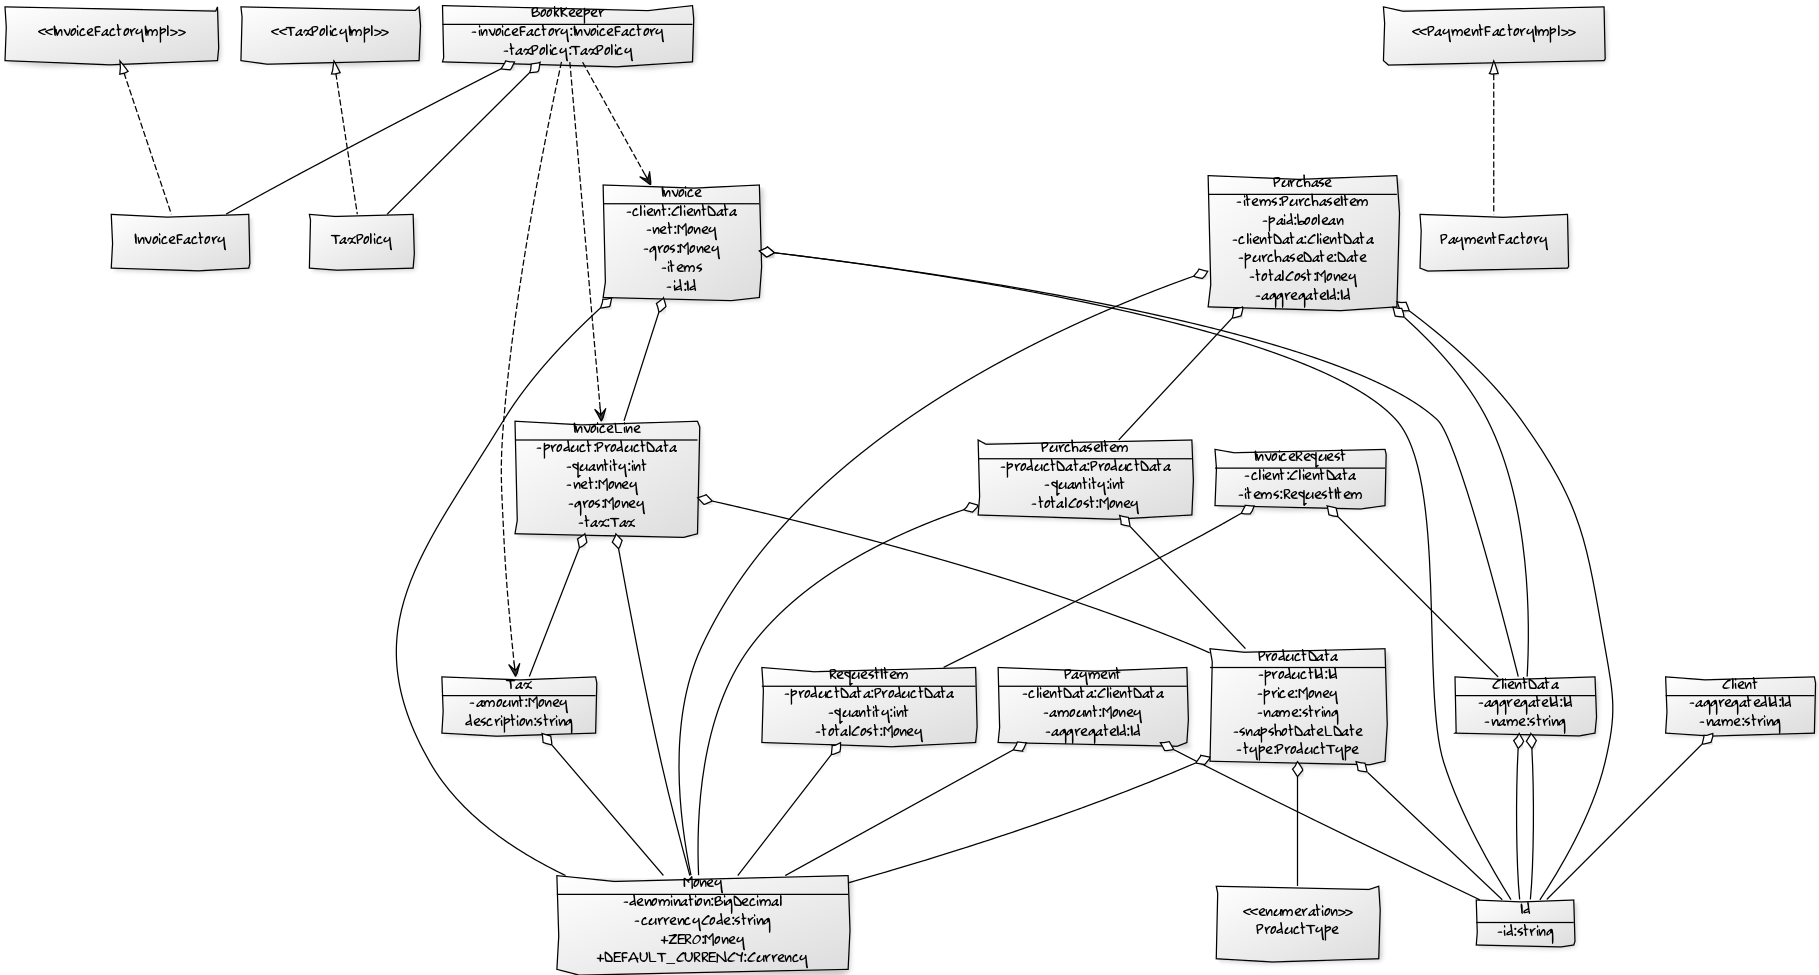 <<InvoiceFactoryImpl>>
<<TaxPolicyImpl>>
BookKeeper
-invoiceFactory:InvoiceFactory
-taxPolicy:TaxPolicy
<<PaymentFactoryImpl>>
InvoiceFactory
TaxPolicy
Invoice
-client:ClientData
-net:Money
-gros:Money
-items
-id:Id
Purchase
-items:PurchaseItem
-paid:boolean
-clientData:ClientData
-purchaseDate:Date
-totalCost:Money
-aggregateId:Id
PaymentFactory
InvoiceLine
-product:ProductData
-quantity:int
-net:Money
-gros:Money
-tax:Tax
PurchaseItem
-productData:ProductData
-quantity:int
-totalCost:Money
InvoiceRequest
-client:ClientData
-items:RequestItem
Tax
-amount:Money
description:string
RequestItem
-productData:ProductData
-quantity:int
-totalCost:Money
Payment
-clientData:ClientData
-amount:Money
-aggregateId:Id
ProductData
-productId:Id
-price:Money
-name:string
-snapshotDateLDate
-type:ProductType
ClientData
-aggregateId:Id
-name:string
Client
-aggregatedId:Id
-name:string
Money
-denomination:BigDecimal
-currencyCode:string
+ZERO:Money
+DEFAULT_CURRENCY:Currency
<<enumeration>>
ProductType
Id
-id:string